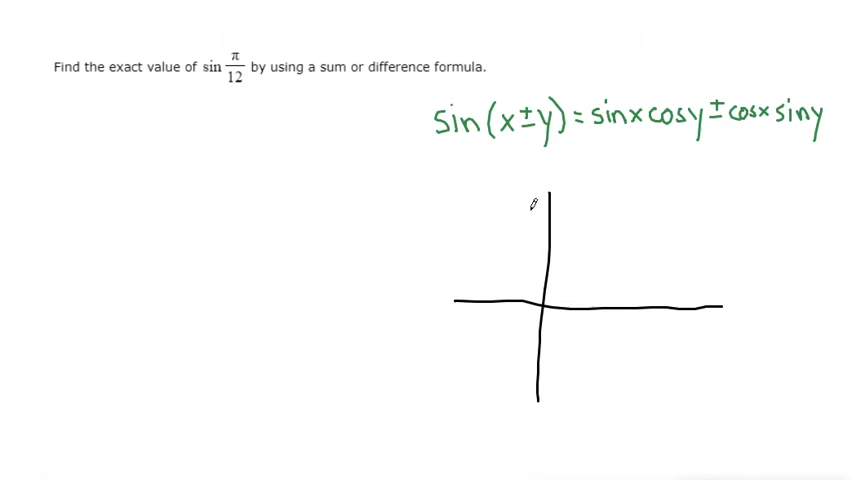 Find the exact value of sin π/12 by using a sum or difference formula.
sin(x±y) = sinx cosy ± cosx siny